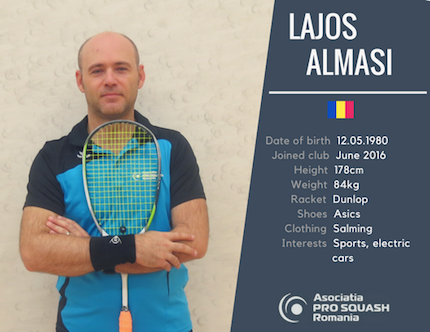 LAJOS
ALMASI
Date of birth 12.05.1980
Joined club June 2016
Height 178cm
Weight 84kg
Racket Dunlop
Shoes Asics
Clothing Salming
Interests Sports, electric
cars
Asociatia
PRO SQUASH
Romania